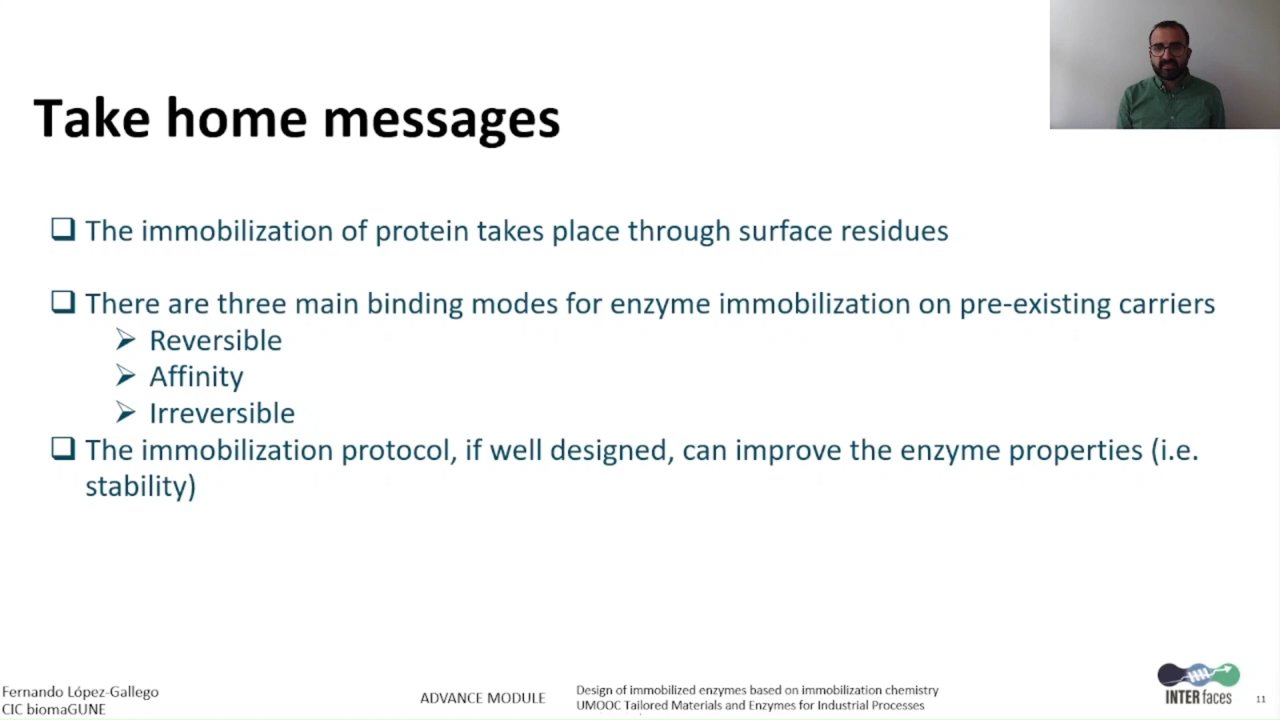 Take home messages
❑ The immobilization of protein takes place through surface residues
❑ There are three main binding modes for enzyme immobilization on pre-existing carriers
➢ Reversible
➢ Affinity
➢ Irreversible
❑ The immobilization protocol, if well designed, can improve the enzyme properties (i.e.
stability)
Fernando López-Gallego
CIC biomaGUNE
ADVANCE MODULE
Design of immobilized enzymes based on immobilization chemistry
UMOOC Tailored Materials and Enzymes for Industrial Processes
INTERfaces
11